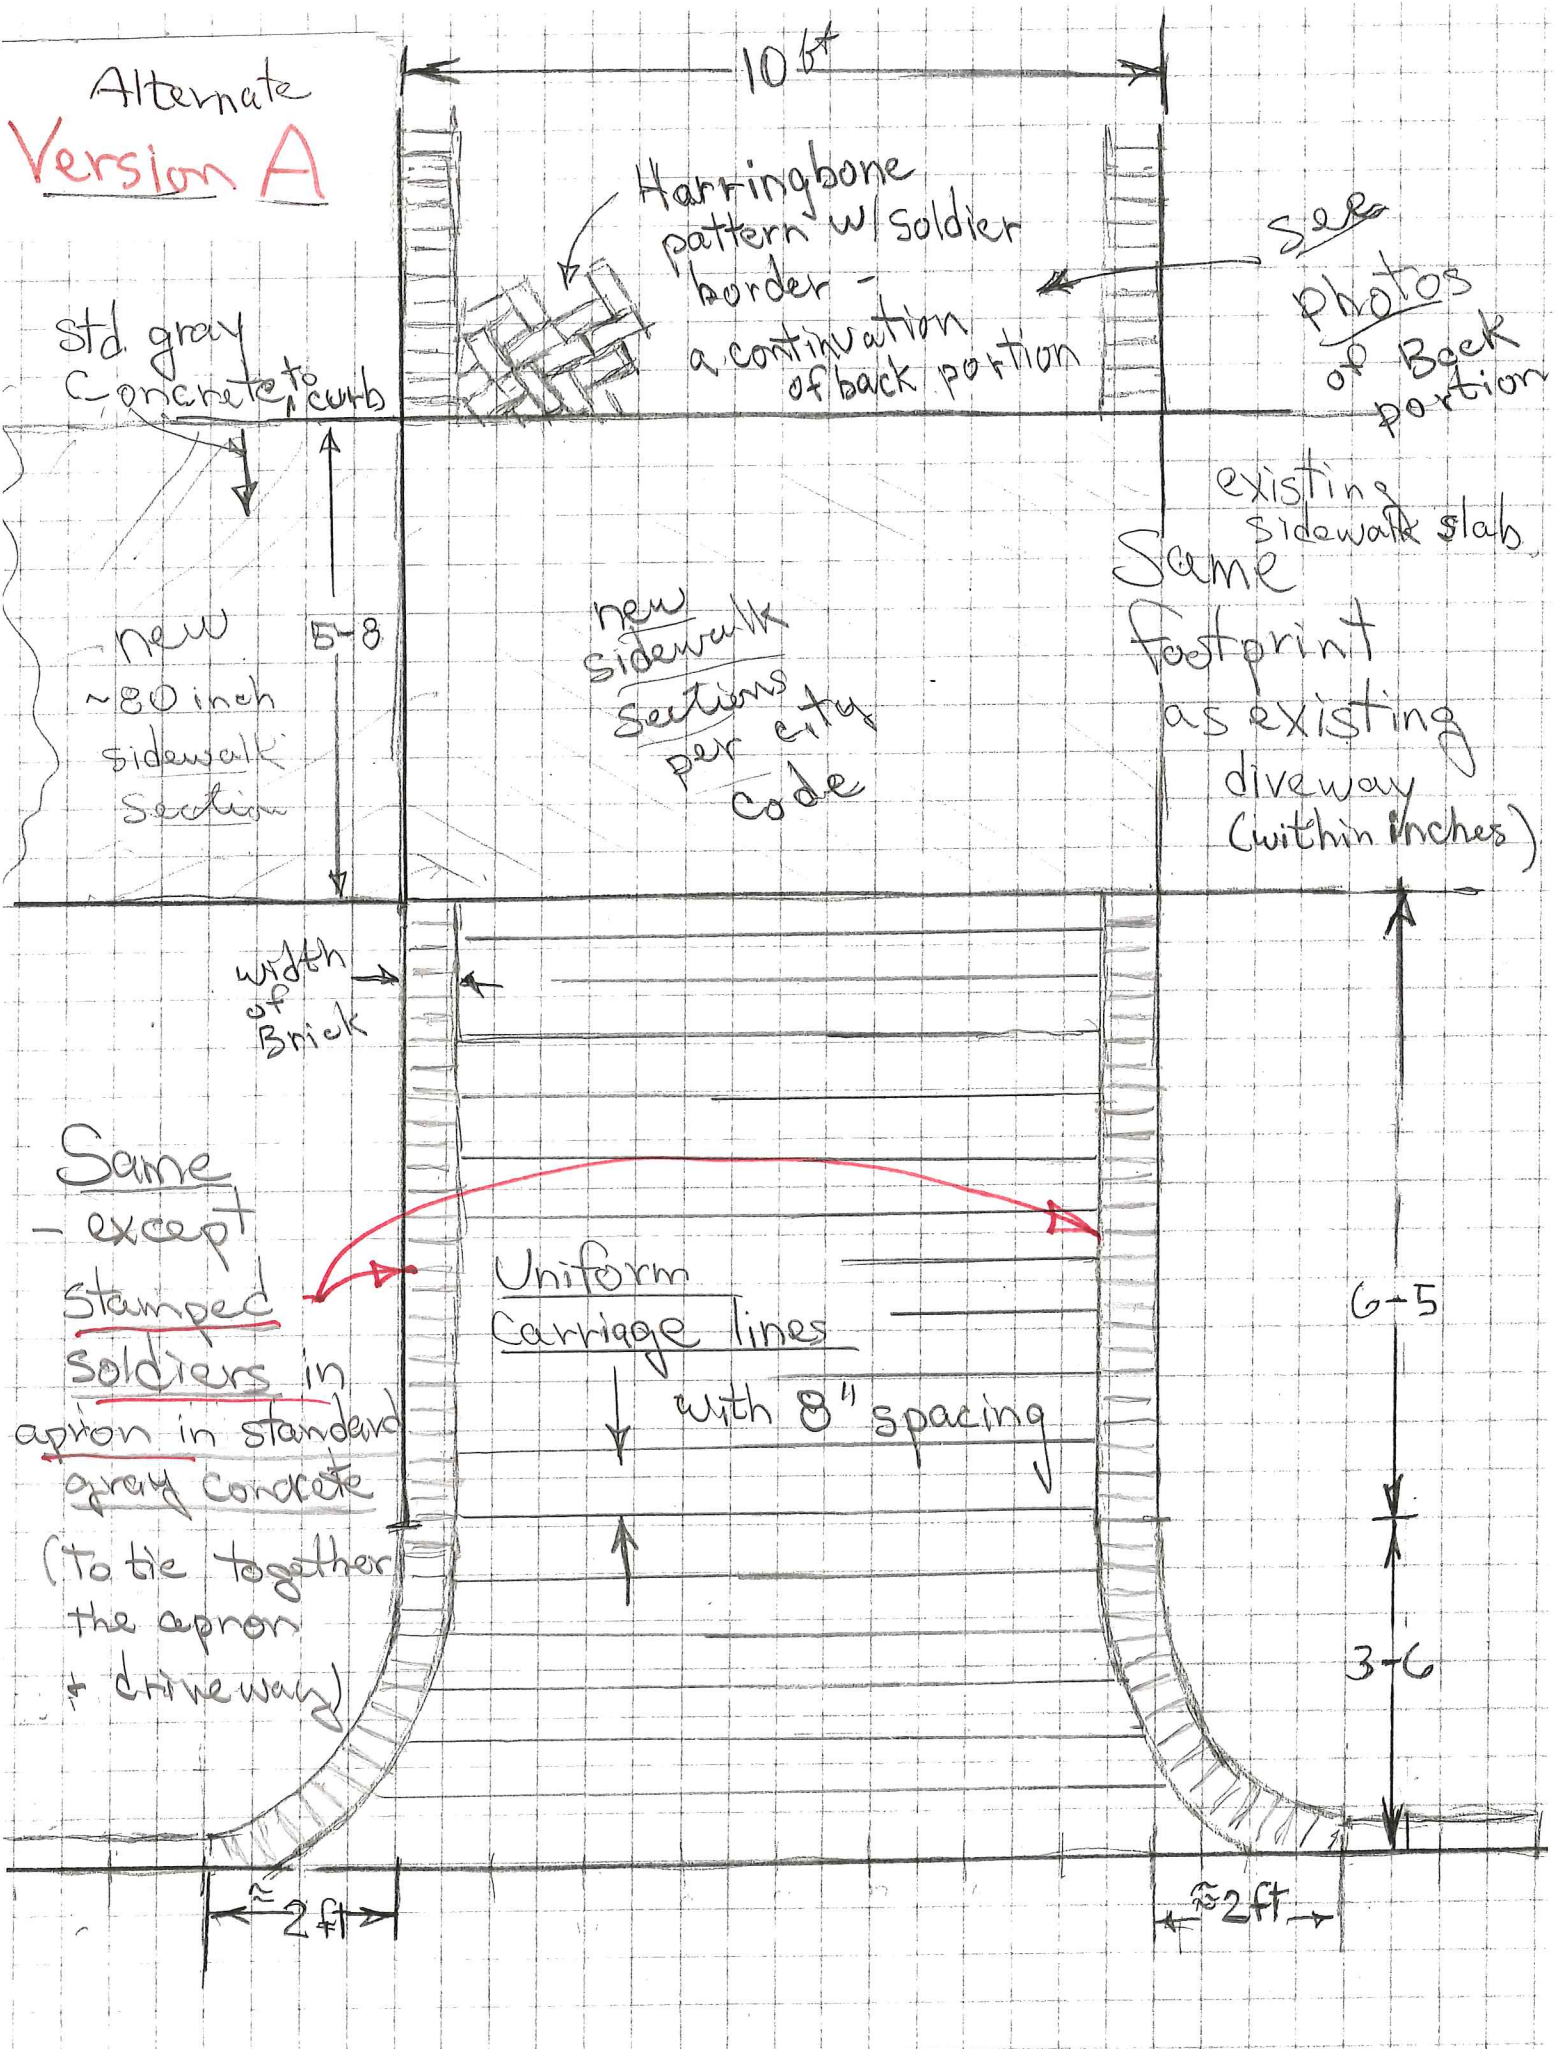 10 ft
Alternate
Version A
Harringbone
pattern w/ soldier
border -
a continuation
of back portion
See
photos
of Back
portion
std. gray
Concrete, to curb
existing
sidewalk slab
Same
footprint
as existing
diveway
(within inches)
new
~80 inch
sidewalk
section
5-8
new
sidewalk
sections
per city
code
width
of
Brick
Same
- except
Stamped
Soldiers in
apron in standard
gray concrete
(To tie together
the apron
+ driveway)
Uniform
Carriage lines
with 8" spacing
6-5
3-6
≈ 2 ft
≈ 2 ft